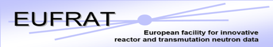 EUFRAT
European facility for innovative
reactor and transmutation neutron data